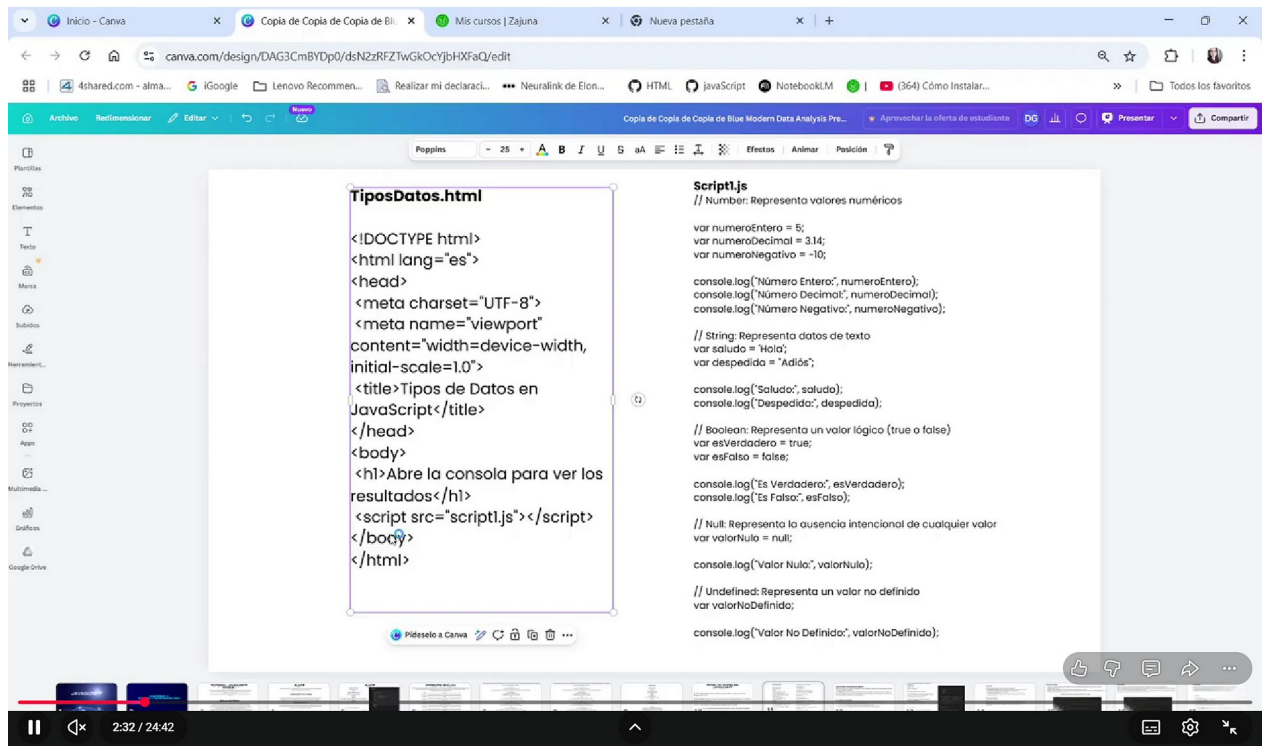 Inicio - Canva
Copia de Copia de Copia de Bl
Mis cursos | Zajuna
Nueva pestaña
canva.com/design/DAG3CmBYDp0/dsN2zRFZTwGkOcYjbHXFaQ/edit
4shared.com - alma...
iGoogle
Lenovo Recommen...
Realizar mi declaraci...
Neuralink de Elon...
HTML
javaScript
NotebookLM
(364) Cómo Instalar...
Todos los favoritos
Archivo
Redimensionar
Editar
Nuevo
Copia de Copia de Copia de Blue Modern Data Analysis Pre...
Aprovechar la oferta de estudiante
DG
Presentar
Compartir
Poppins
- 25 +
A B I U S aA
Efectos
Animar
Posición
Plantillas
Elementos
Texto
Marca
Subidos
Herramient...
Proyectos
Apps
Multimedia ...
Gráficos
Google Drive
TiposDatos.html
<!DOCTYPE html>
<html lang="es">
<head>
<meta charset="UTF-8">
<meta name="viewport"
content="width=device-width,
initial-scale=1.0">
<title>Tipos de Datos en
JavaScript</title>
</head>
<body>
<h1>Abre la consola para ver los
resultados</h1>
<script src="script1.js"></script>
</body>
</html>
Pídeselo a Canva
Script1.js
// Number: Representa valores numéricos
var numeroEntero = 5;
var numeroDecimal = 3.14;
var numeroNegativo = -10;
console.log("Número Entero:", numeroEntero);
console.log("Número Decimal:", numeroDecimal);
console.log("Número Negativo:", numeroNegativo);
// String: Representa datos de texto
var saludo = 'Hola';
var despedida = "Adiós";
console.log("Saludo:", saludo);
console.log("Despedida:", despedida);
// Boolean: Representa un valor lógico (true o false)
var esVerdadero = true;
var esFalso = false;
console.log("Es Verdadero:", esVerdadero);
console.log("Es Falso:", esFalso);
// Null: Representa la ausencia intencional de cualquier valor
var valorNulo = null;
console.log("Valor Nulo:", valorNulo);
// Undefined: Representa un valor no definido
var valorNoDefinido;
console.log("Valor No Definido:", valorNoDefinido);
JAVASCRIPT
2:32 / 24:42